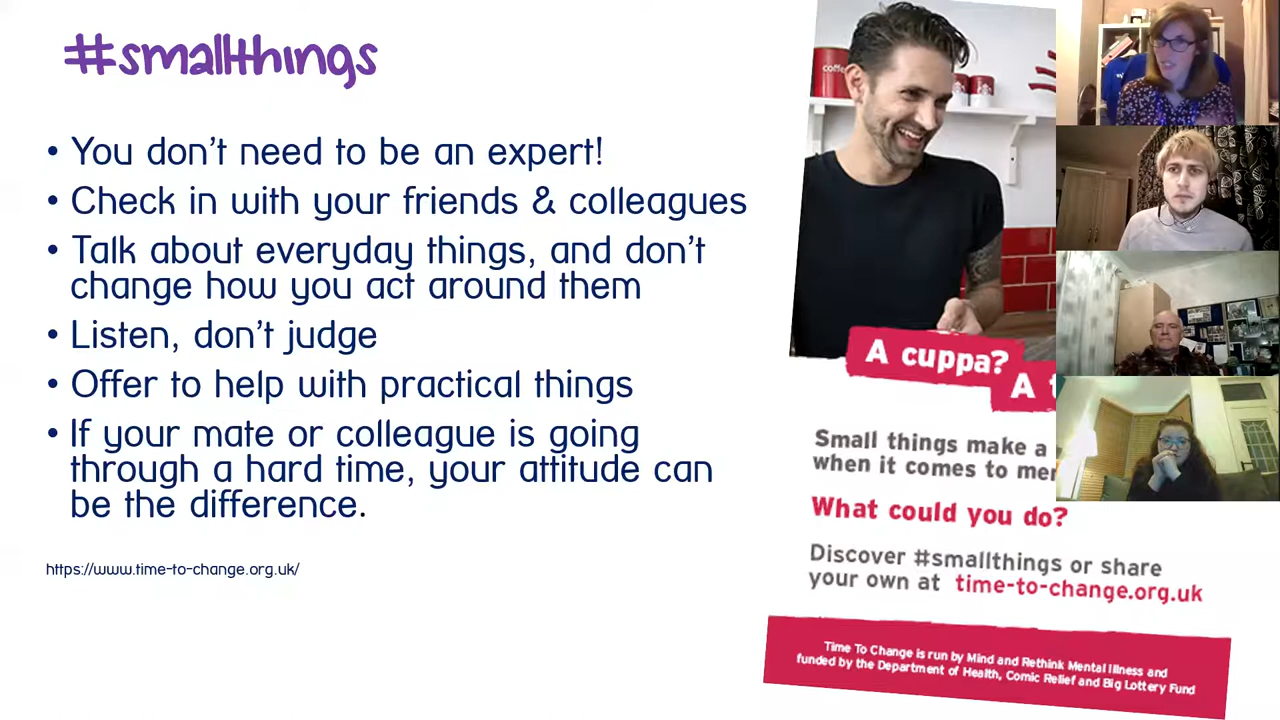 #smallthings
• You don't need to be an expert!
• Check in with your friends & colleagues
• Talk about everyday things, and don't
change how you act around them
• Listen, don't judge
• Offer to help with practical things
• If your mate or colleague is going
through a hard time, your attitude can
be the difference.
https://www.time-to-change.org.uk/
A cuppa?
A
Small things make a
when it comes to
What could you do?
Discover #smallthings or share
your own at time-to-change.org.uk
Time To Change is run by Mind and Rethink Mental Illness and
funded by the Department of Health, Comic Relief and Big Lottery Fund